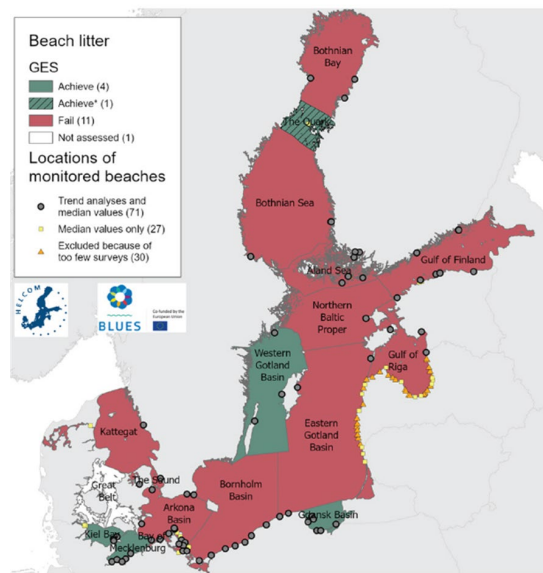 Beach litter
GES
Achieve (4)
Achieve* (1)
Fail (11)
Not assessed (1)
Locations of
monitored beaches
Trend analyses and
median values (71)
Median values only (27)
Excluded because of
too few surveys (30)
HELCOM
BLUES
Co-funded by the
European Union
Bothnian
Bay
The Quark
Bothnian Sea
Åland Sea
Gulf of Finland
Northern
Baltic
Proper
Western
Gotland
Basin
Gulf of
Riga
Kattegat
Eastern
Gotland
Basin
The Sound
Great
Belt
Bornholm
Basin
Arkona
Basin
Gdansk Basin
Kiel Bay
Bay of
Mecklenburg